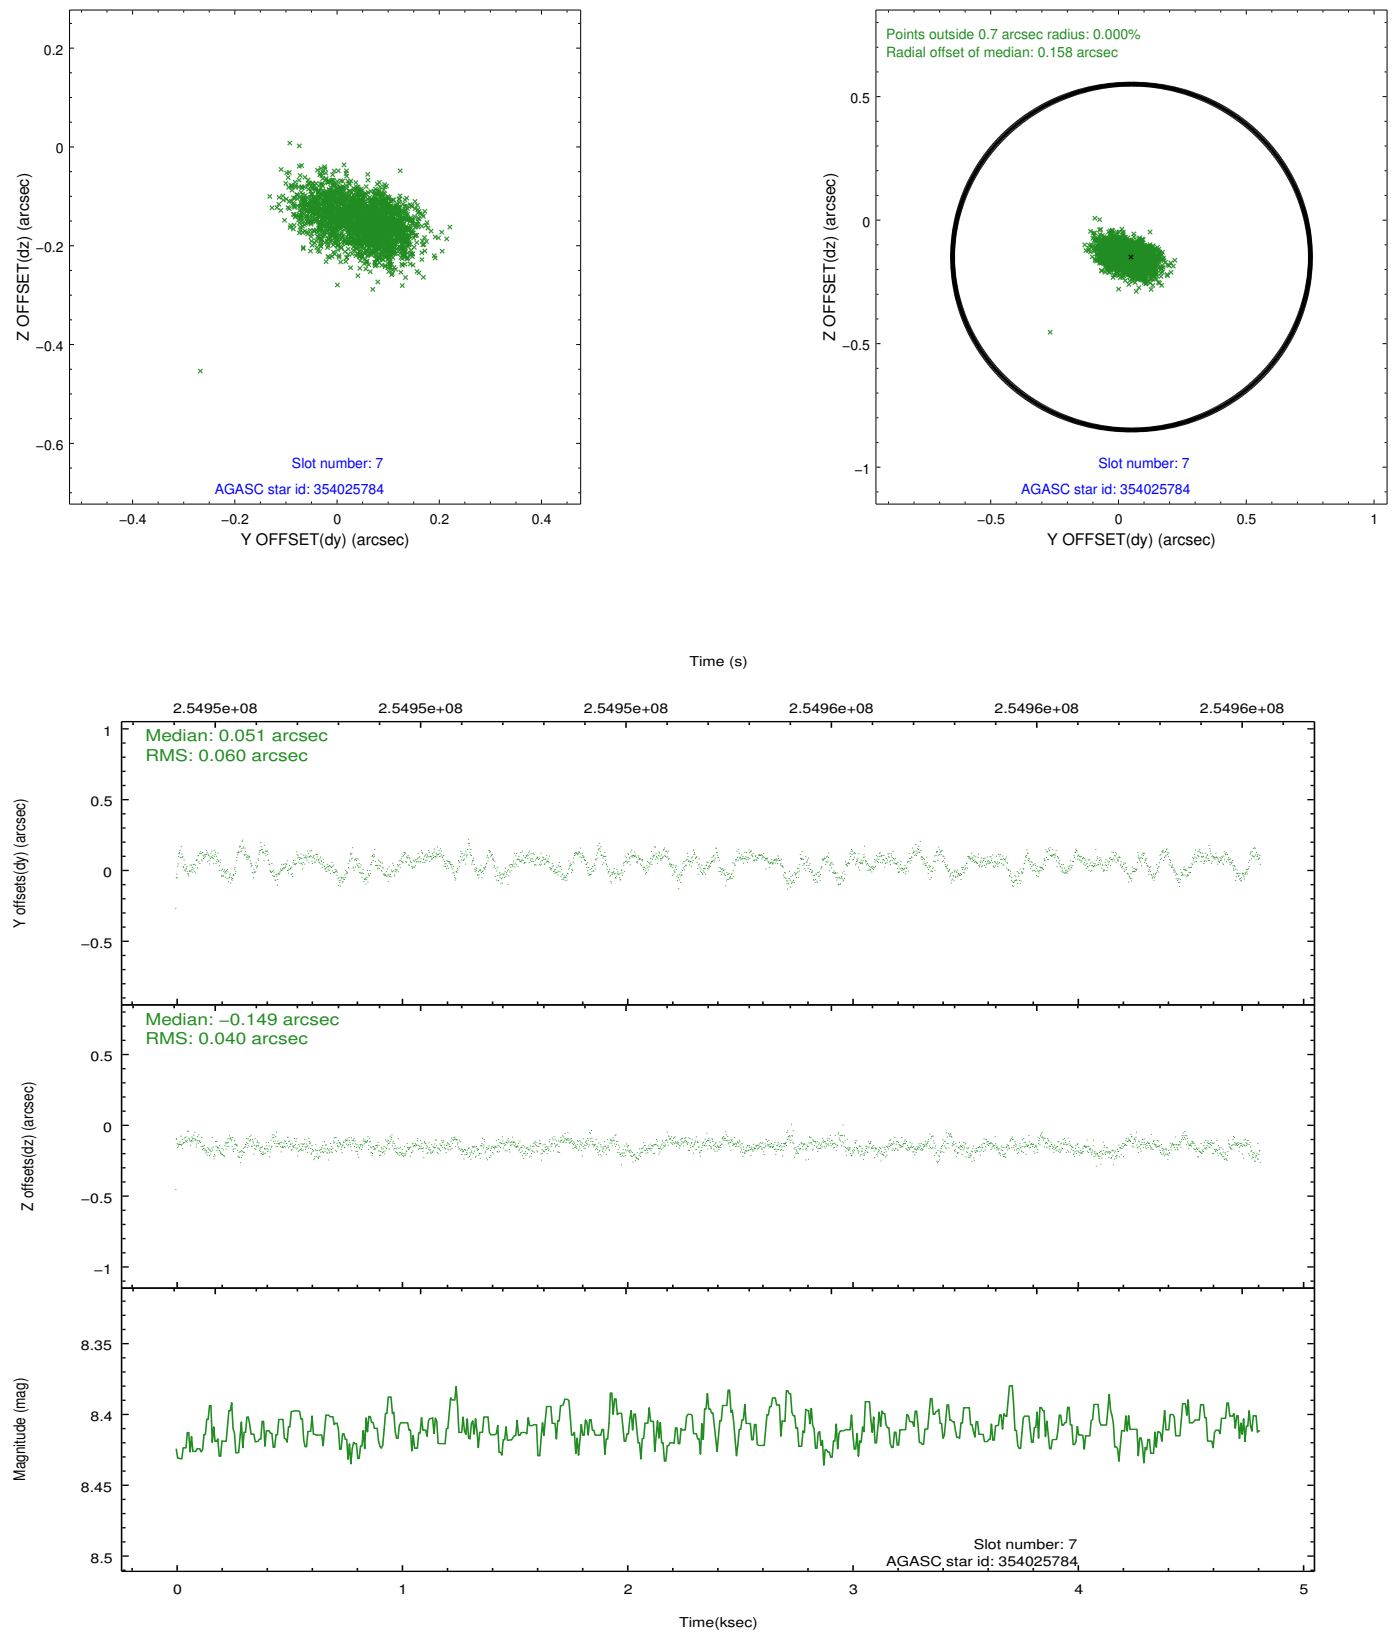 0.2
0
−0.2
−0.4
−0.6
Z OFFSET(dz) (arcsec)
Slot number: 7
AGASC star id: 354025784
−0.4 −0.2 0 0.2 0.4
Y OFFSET(dy) (arcsec)
Points outside 0.7 arcsec radius: 0.000%
Radial offset of median: 0.158 arcsec
0.5
0
−0.5
−1
Z OFFSET(dz) (arcsec)
Slot number: 7
AGASC star id: 354025784
−0.5 0 0.5 1
Y OFFSET(dy) (arcsec)
Time (s)
2.5495e+08 2.5495e+08 2.5495e+08 2.5496e+08 2.5496e+08 2.5496e+08
Median: 0.051 arcsec
RMS: 0.060 arcsec
1
0.5
0
−0.5
Y offsets(dy) (arcsec)
Median: −0.149 arcsec
RMS: 0.040 arcsec
0.5
0
−0.5
−1
Z offsets(dz) (arcsec)
8.35
8.4
8.45
8.5
Magnitude (mag)
Slot number: 7
AGASC star id: 354025784
0 1 2 3 4 5
Time(ksec)